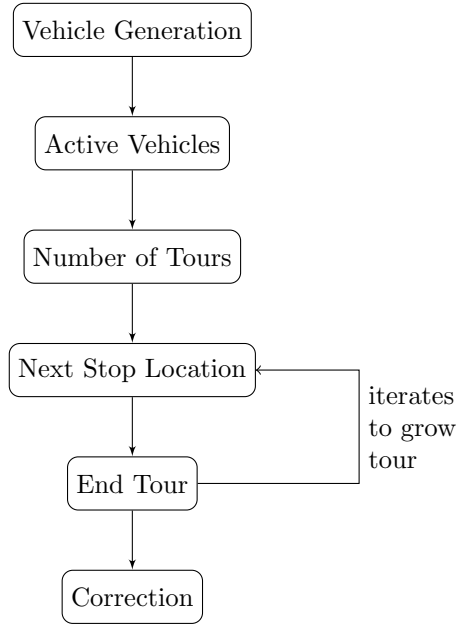 Vehicle Generation
Active Vehicles
Number of Tours
Next Stop Location
iterates
to grow
tour
End Tour
Correction